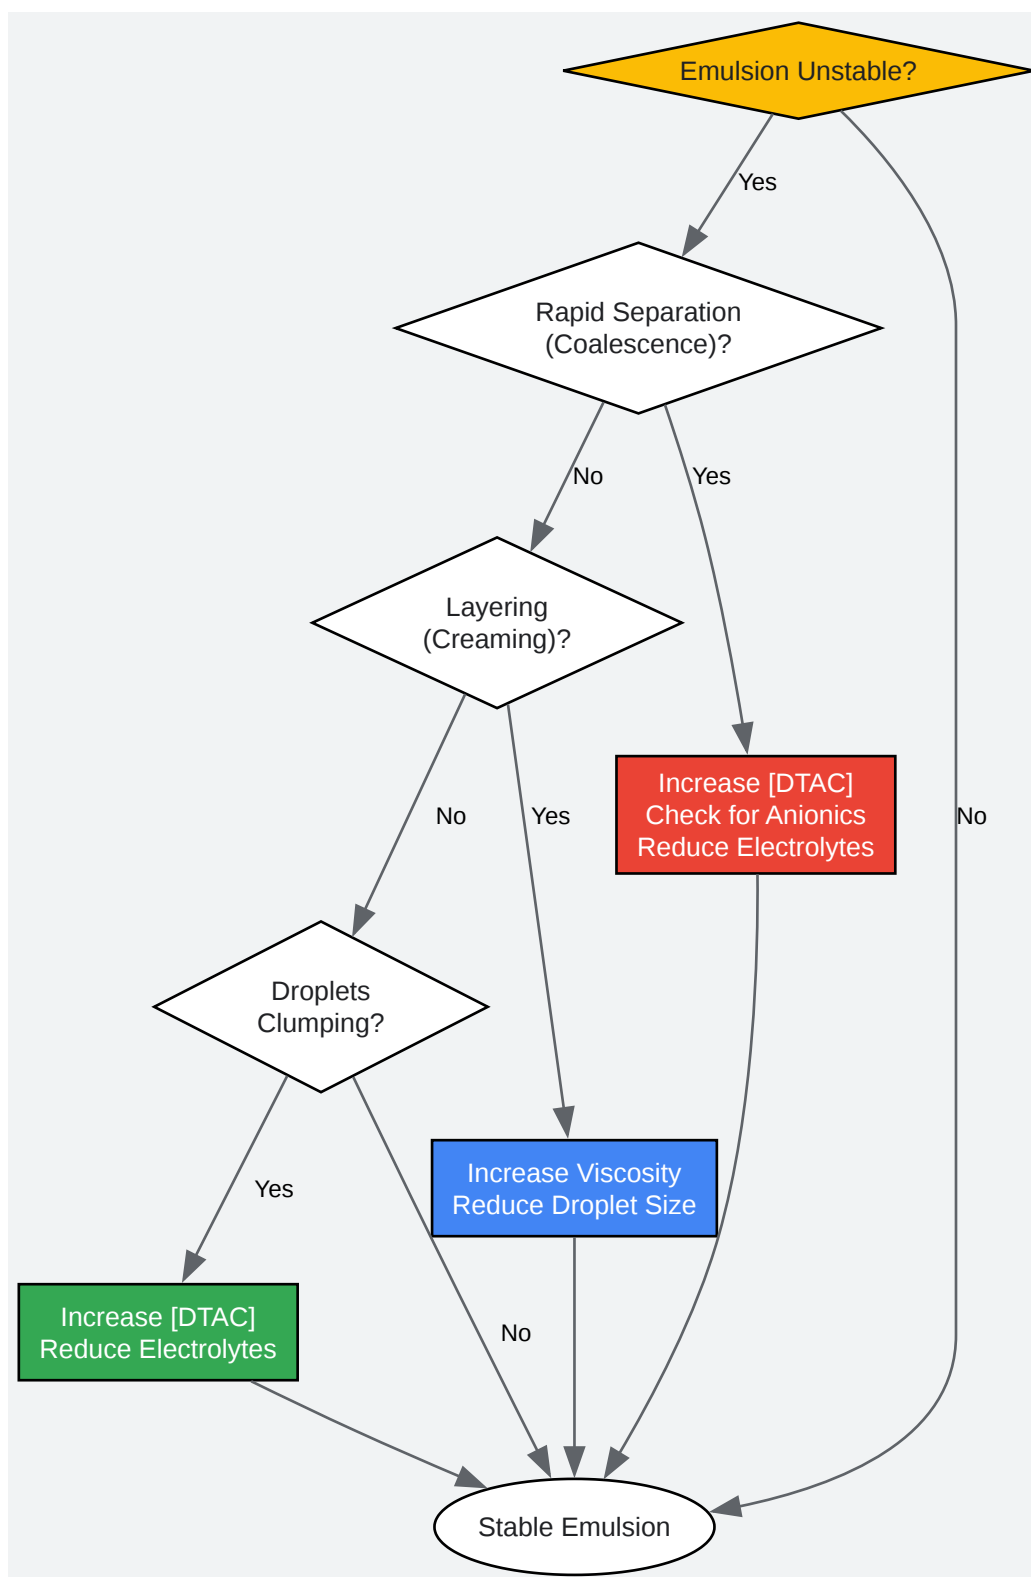 Emulsion Unstable?
Yes
Rapid Separation
(Coalescence)?
No
Yes
Layering
(Creaming)?
Increase [DTAC]
Check for Anionics
Reduce Electrolytes
No
Yes
No
Droplets
Clumping?
Increase Viscosity
Reduce Droplet Size
Yes
Increase [DTAC]
Reduce Electrolytes
No
Stable Emulsion